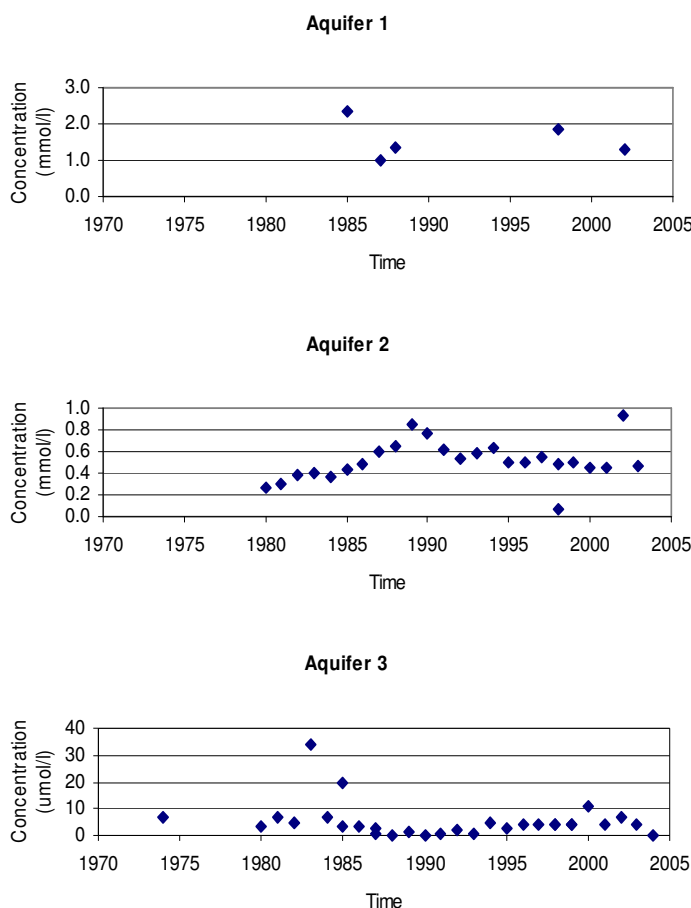 Aquifer 1
Concentration
(mmol/l)
3.0
2.0
1.0
0.0
1970 1975 1980 1985 1990 1995 2000 2005
Time
Aquifer 2
Concentration
(mmol/l)
1.0
0.8
0.6
0.4
0.2
0.0
1970 1975 1980 1985 1990 1995 2000 2005
Time
Aquifer 3
Concentration
(umol/l)
40
30
20
10
0
1970 1975 1980 1985 1990 1995 2000 2005
Time